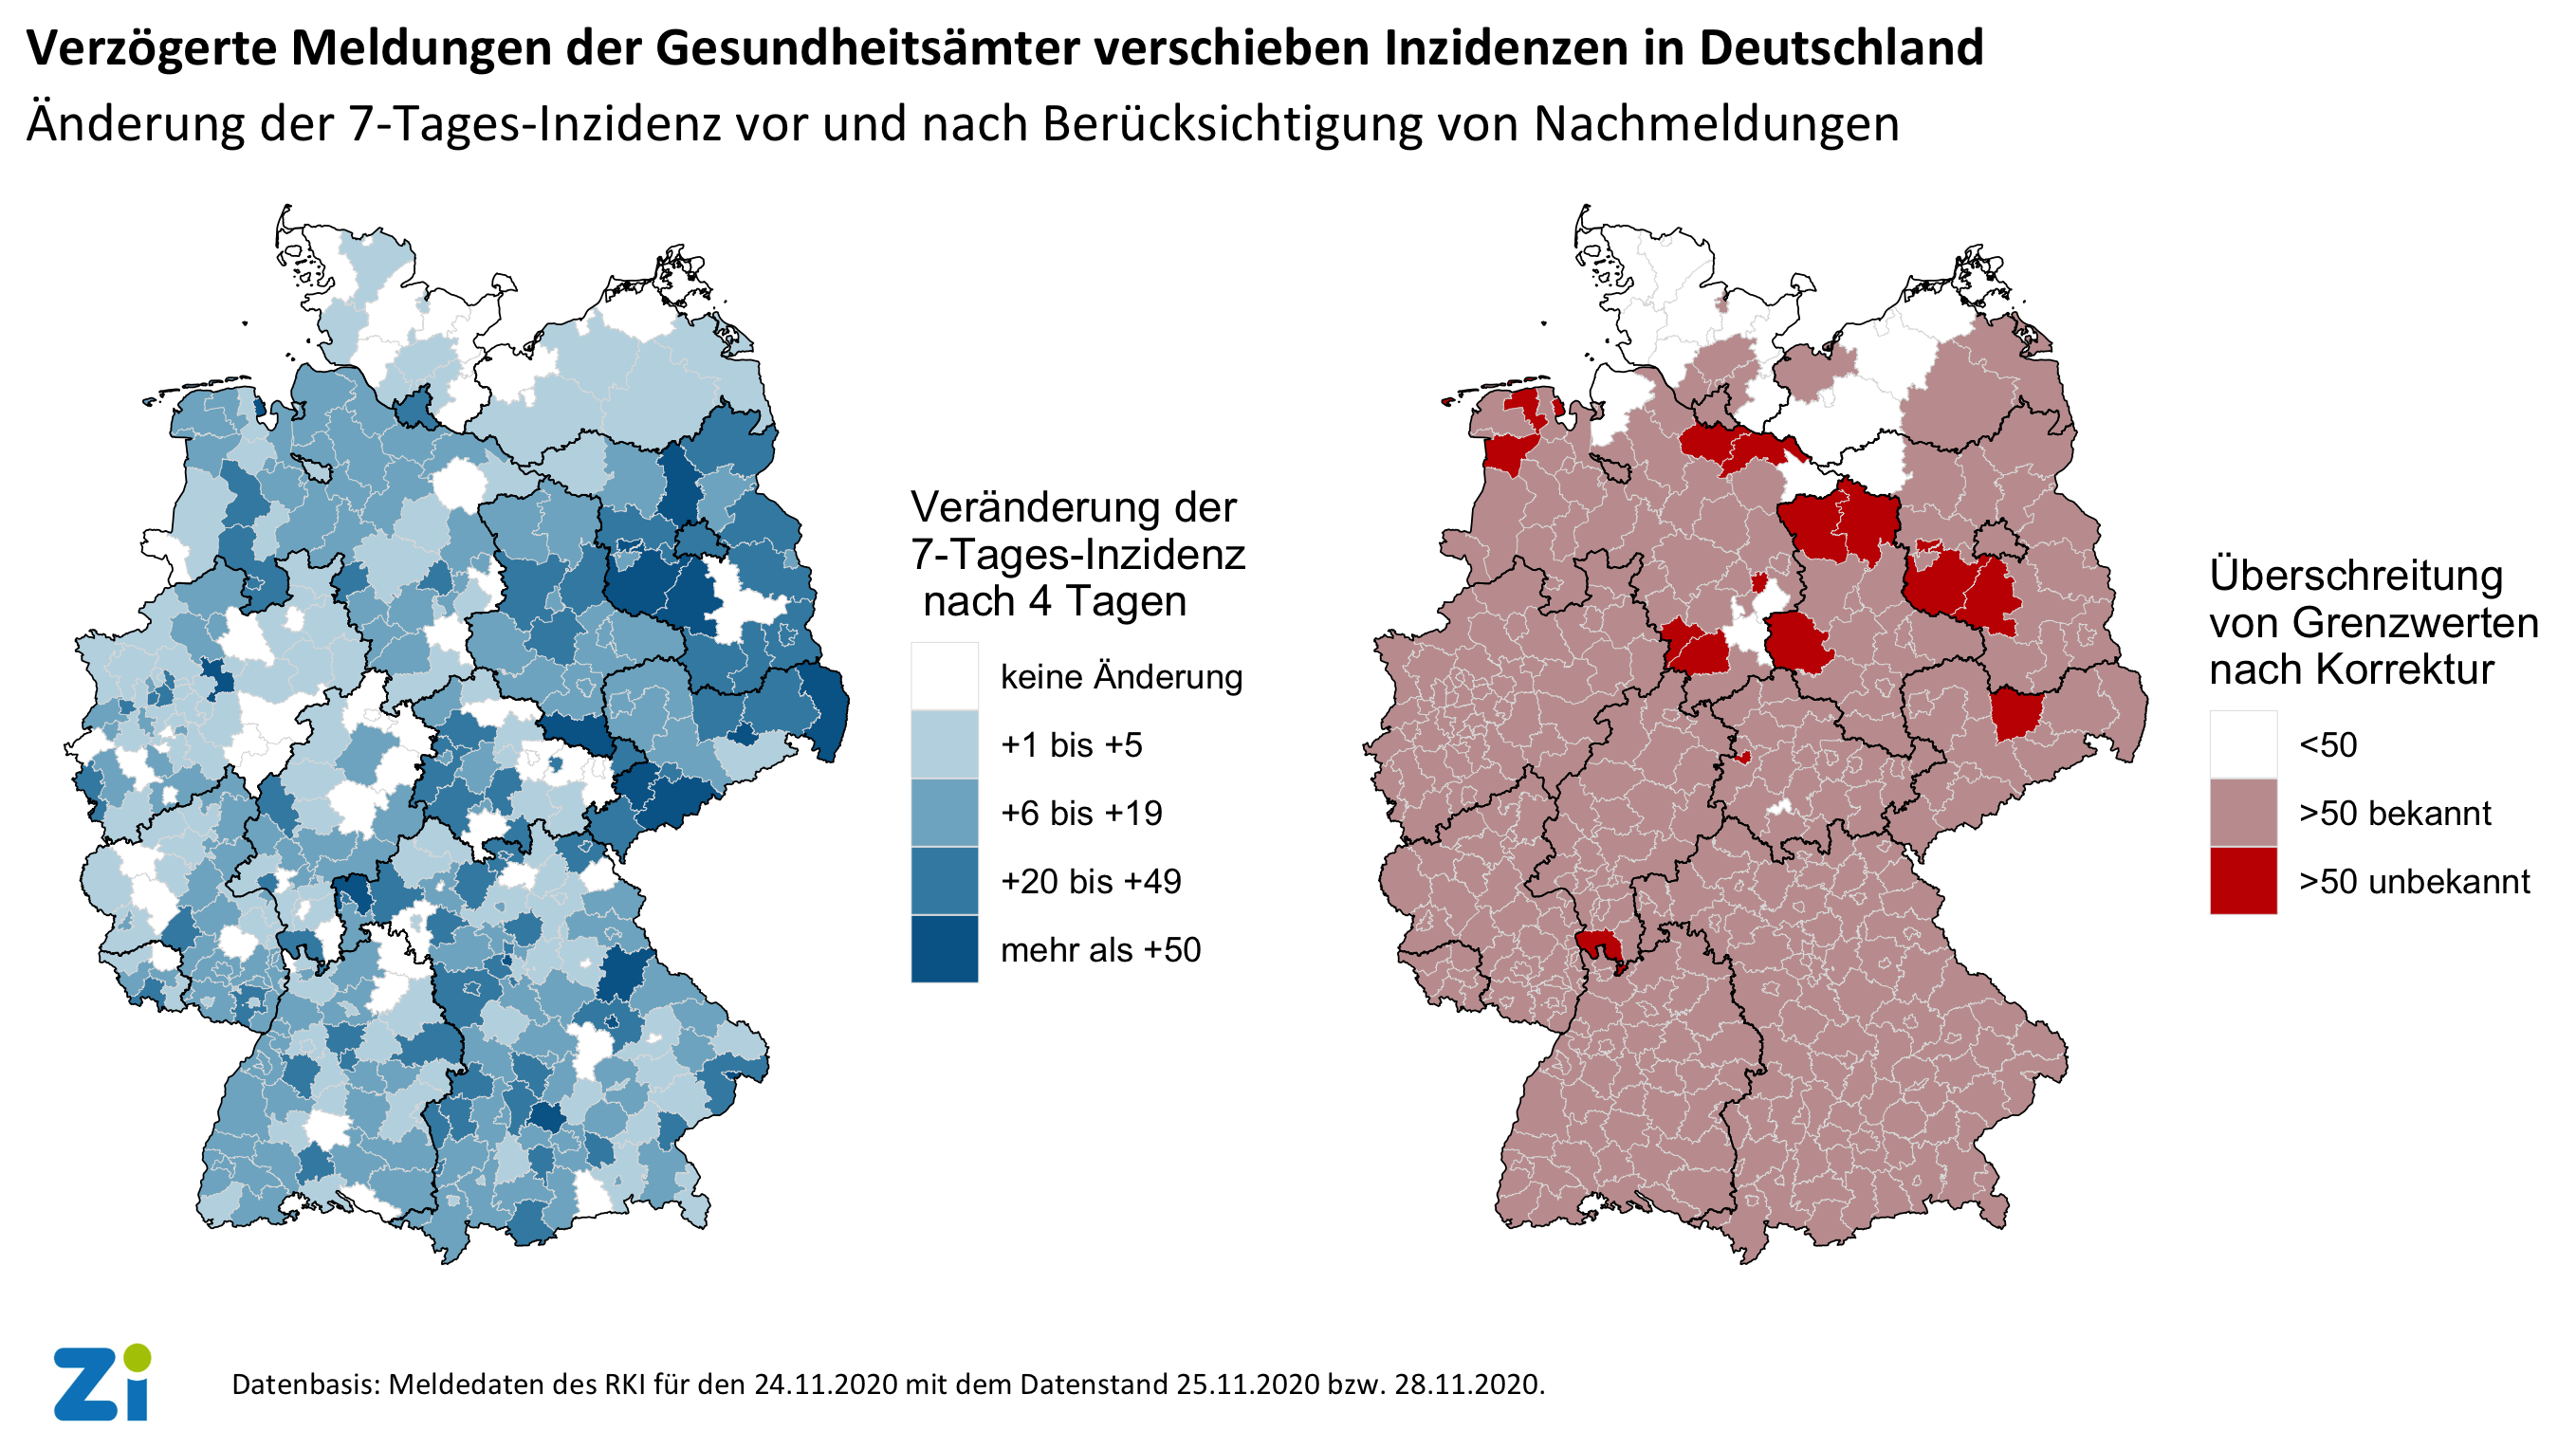 Verzögerte Meldungen der Gesundheitsämter verschieben Inzidenzen in Deutschland
Änderung der 7-Tages-Inzidenz vor und nach Berücksichtigung von Nachmeldungen
Veränderung der
7-Tages-Inzidenz
nach 4 Tagen
keine Änderung
+1 bis +5
+6 bis +19
+20 bis +49
mehr als +50
Überschreitung
von Grenzwerten
nach Korrektur
<50
>50 bekannt
>50 unbekannt
Zi
Datenbasis: Meldedaten des RKI für den 24.11.2020 mit dem Datenstand 25.11.2020 bzw. 28.11.2020.